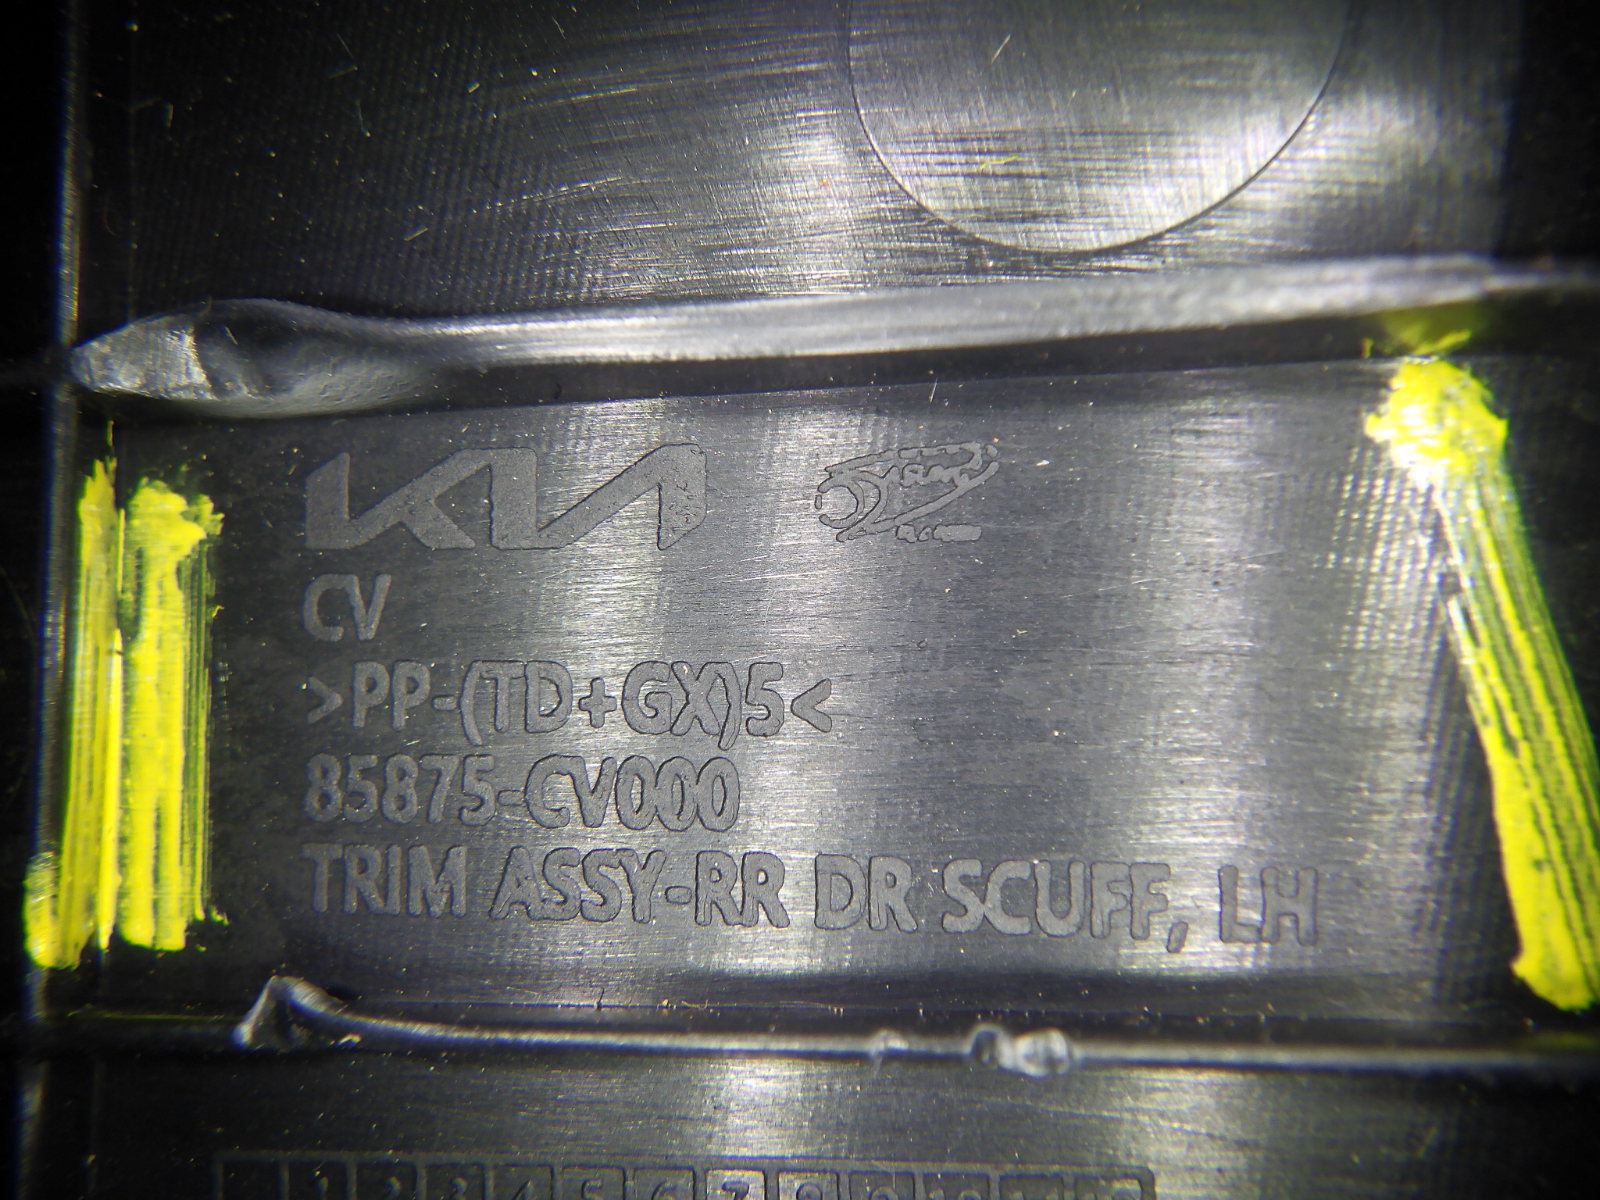 KIA
CV
>PP-(TD+GX)5<
85875-CV000
TRIM ASSY-RR DR SCUFF, LH